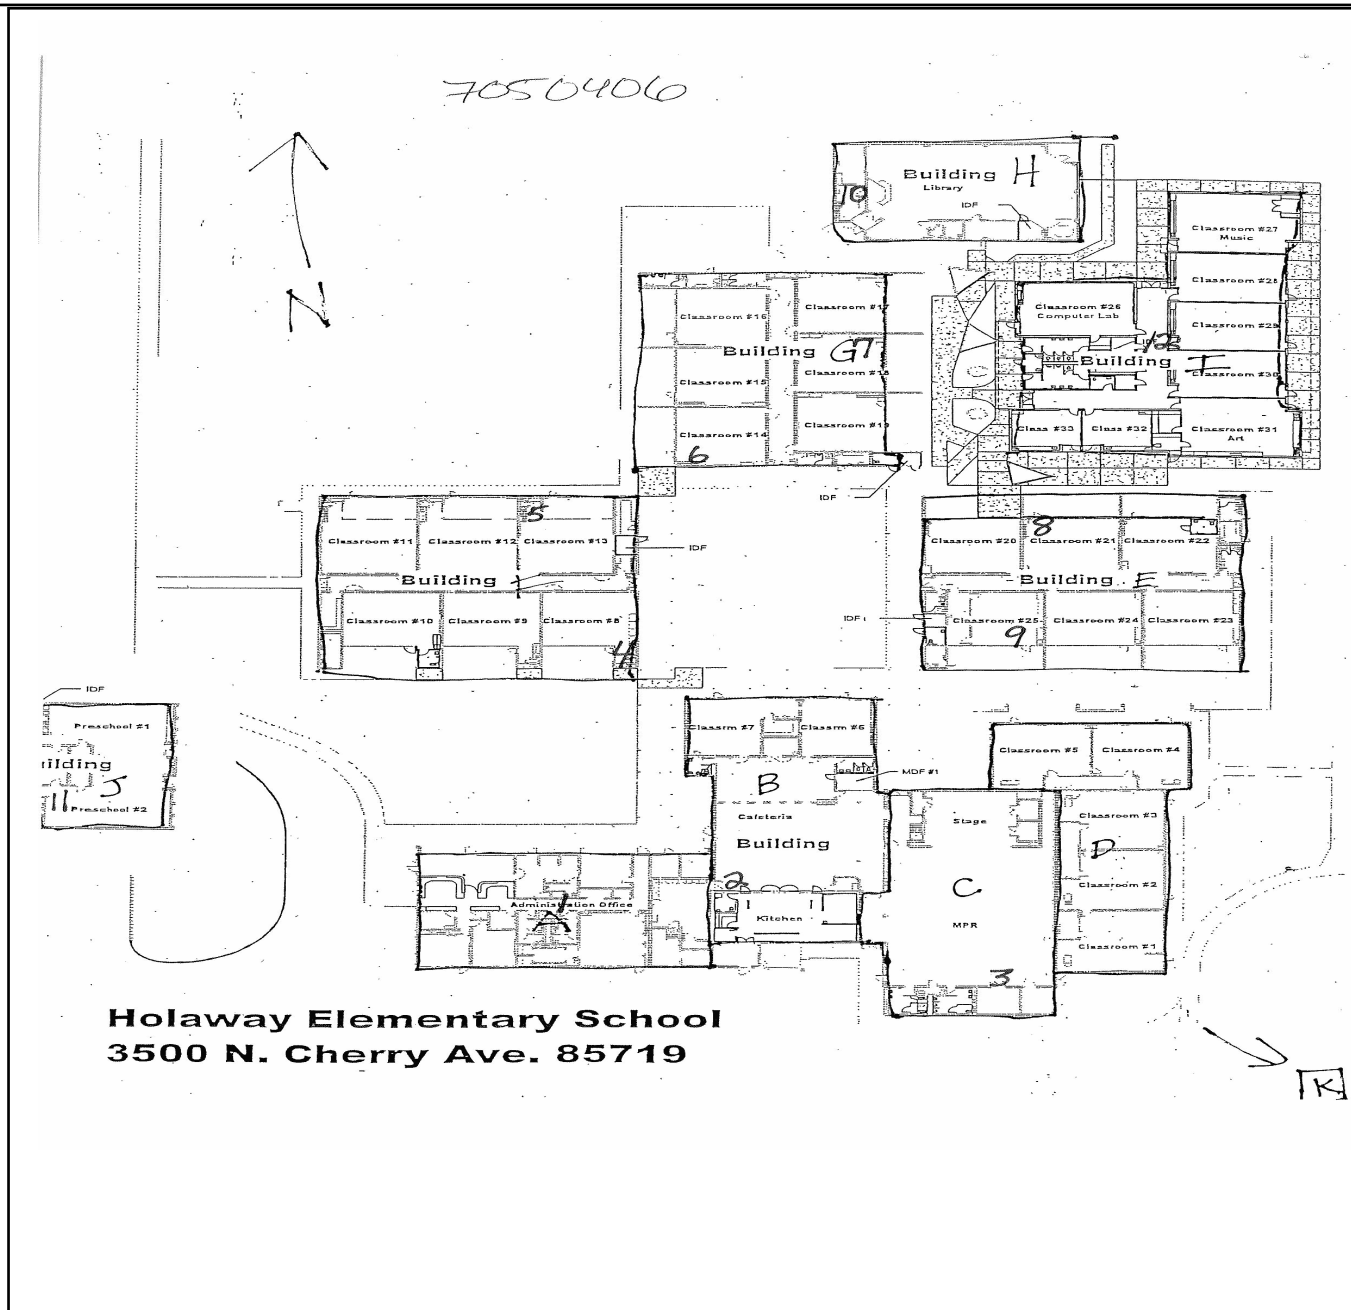 7050406
N
Building H
Library
10
IDF
Classroom #27
Music
Classroom #28
Classroom #29
Classroom #30
Classroom #31
Art
Classroom #26
Computer Lab
12
Building I
Class #33
Class #32
Classroom #16
Classroom #17
Building G7
Classroom #15
Classroom #18
Classroom #14
Classroom #19
6
IDF
5
Classroom #11
Classroom #12
Classroom #13
IDF
Building
Classroom #10
Classroom #9
Classroom #8
4
8
Classroom #20
Classroom #21
Classroom #22
Building E
IDF
Classroom #25
Classroom #24
Classroom #23
9
IDF
Preschool #1
uilding
J
11
Preschool #2
Classrm #7
Classrm #6
MDF #1
B
Cafeteria
Building
2
Kitchen
Classroom #5
Classroom #4
Stage
C
MPR
3
Classroom #3
D
Classroom #2
Classroom #1
1
Administration Office
A
Holaway Elementary School
3500 N. Cherry Ave. 85719
K